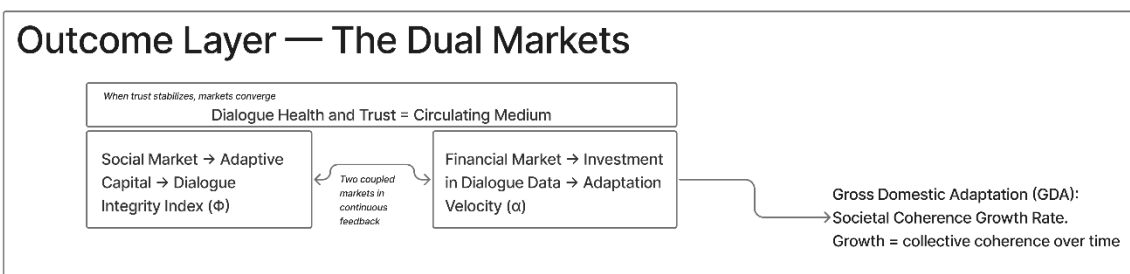 Outcome Layer — The Dual Markets
When trust stabilizes, markets converge
Dialogue Health and Trust = Circulating Medium
Social Market → Adaptive
Capital → Dialogue
Integrity Index (Φ)
Two coupled
markets in
continuous
feedback
Financial Market → Investment
in Dialogue Data → Adaptation
Velocity (α)
Gross Domestic Adaptation (GDA):
Societal Coherence Growth Rate.
Growth = collective coherence over time